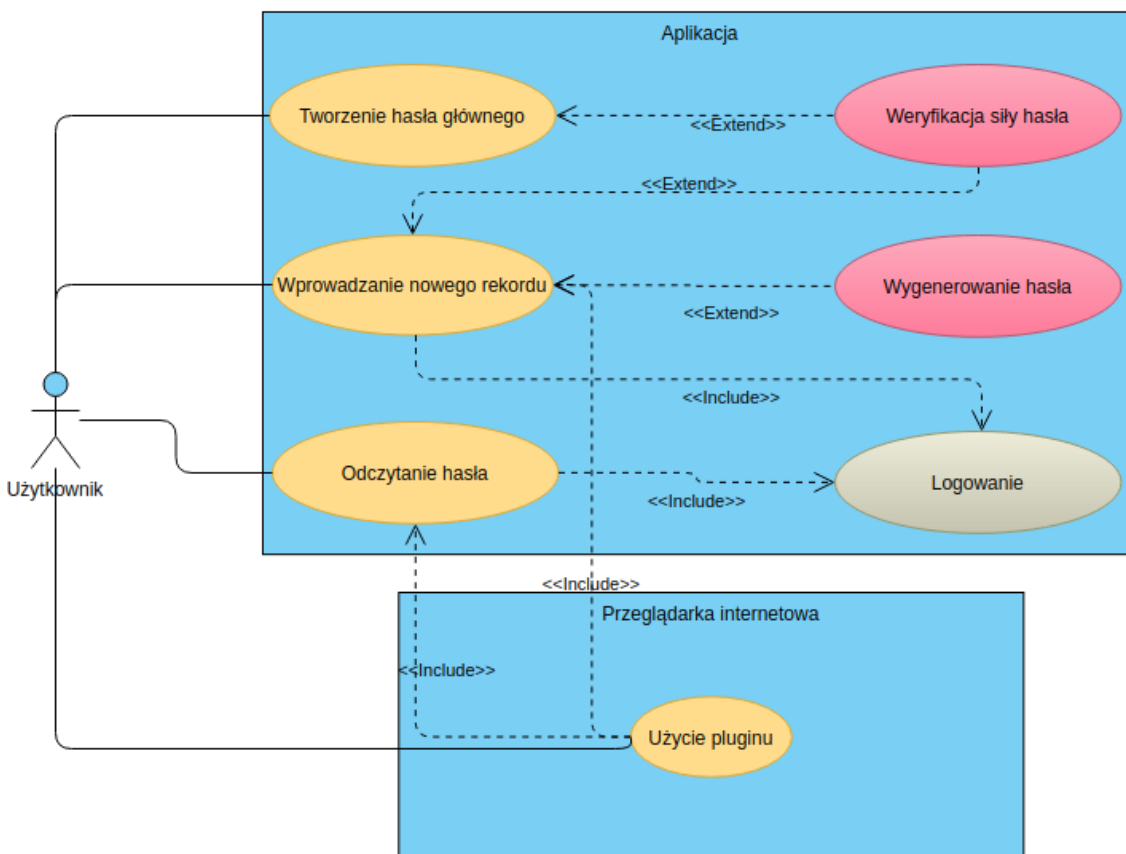 Aplikacja
Tworzenie hasła głównego
<<Extend>>
Weryfikacja siły hasła
<<Extend>>
Wprowadzanie nowego rekordu
<<Extend>>
Wygenerowanie hasła
<<Include>>
Użytkownik
Odczytanie hasła
<<Include>>
Logowanie
<<Include>>
Przeglądarka internetowa
<<Include>>
Użycie pluginu